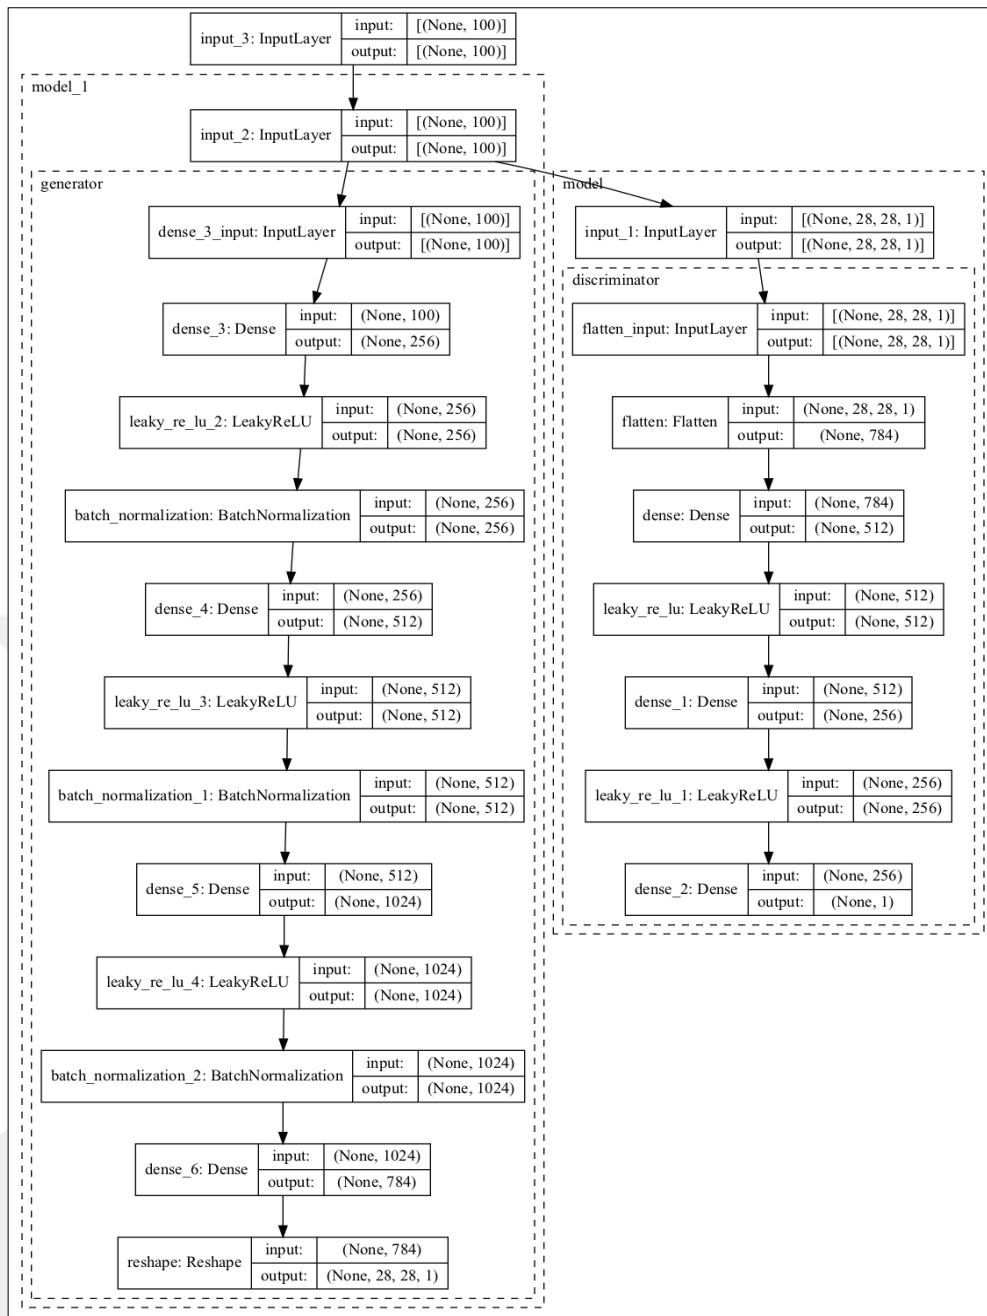 input_3: InputLayer
input: [(None, 100)]
output: [(None, 100)]
model_1
input_2: InputLayer
input: [(None, 100)]
output: [(None, 100)]
generator
dense_3_input: InputLayer
input: [(None, 100)]
output: [(None, 100)]
dense_3: Dense
input: (None, 100)
output: (None, 256)
leaky_re_lu_2: LeakyReLU
input: (None, 256)
output: (None, 256)
batch_normalization: BatchNormalization
input: (None, 256)
output: (None, 256)
dense_4: Dense
input: (None, 256)
output: (None, 512)
leaky_re_lu_3: LeakyReLU
input: (None, 512)
output: (None, 512)
batch_normalization_1: BatchNormalization
input: (None, 512)
output: (None, 512)
dense_5: Dense
input: (None, 512)
output: (None, 1024)
leaky_re_lu_4: LeakyReLU
input: (None, 1024)
output: (None, 1024)
batch_normalization_2: BatchNormalization
input: (None, 1024)
output: (None, 1024)
dense_6: Dense
input: (None, 1024)
output: (None, 784)
reshape: Reshape
input: (None, 784)
output: (None, 28, 28, 1)
model
input_1: InputLayer
input: [(None, 28, 28, 1)]
output: [(None, 28, 28, 1)]
discriminator
flatten_input: InputLayer
input: [(None, 28, 28, 1)]
output: [(None, 28, 28, 1)]
flatten: Flatten
input: (None, 28, 28, 1)
output: (None, 784)
dense: Dense
input: (None, 784)
output: (None, 512)
leaky_re_lu: LeakyReLU
input: (None, 512)
output: (None, 512)
dense_1: Dense
input: (None, 512)
output: (None, 256)
leaky_re_lu_1: LeakyReLU
input: (None, 256)
output: (None, 256)
dense_2: Dense
input: (None, 256)
output: (None, 1)